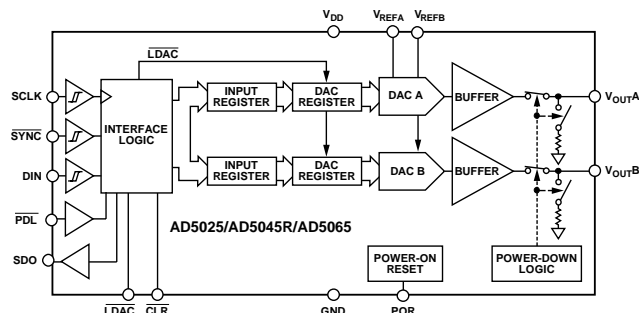 VDD
VREFA
VREFB
LDAC
SCLK
SYNC
DIN
PDL
SDO
INTERFACE
LOGIC
INPUT
REGISTER
DAC
REGISTER
DAC A
BUFFER
VOUTA
INPUT
REGISTER
DAC
REGISTER
DAC B
BUFFER
VOUTB
AD5025/AD5045R/AD5065
POWER-ON
RESET
POWER-DOWN
LOGIC
LDAC
CLR
GND
POR